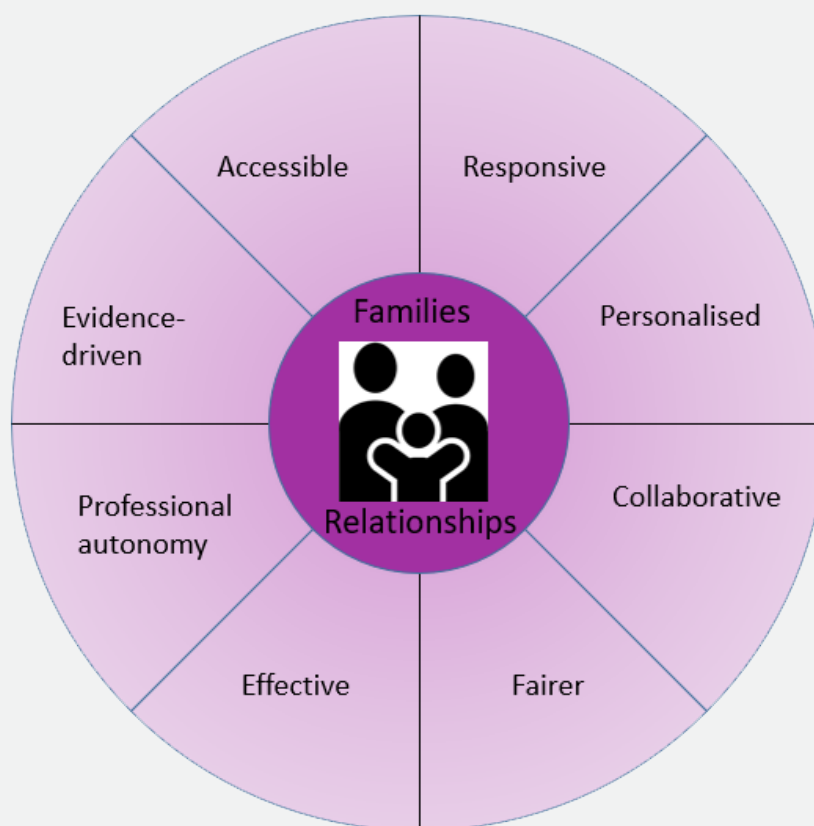 Accessible
Responsive
Evidence-
driven
Families
Personalised
Professional
autonomy
Relationships
Collaborative
Effective
Fairer